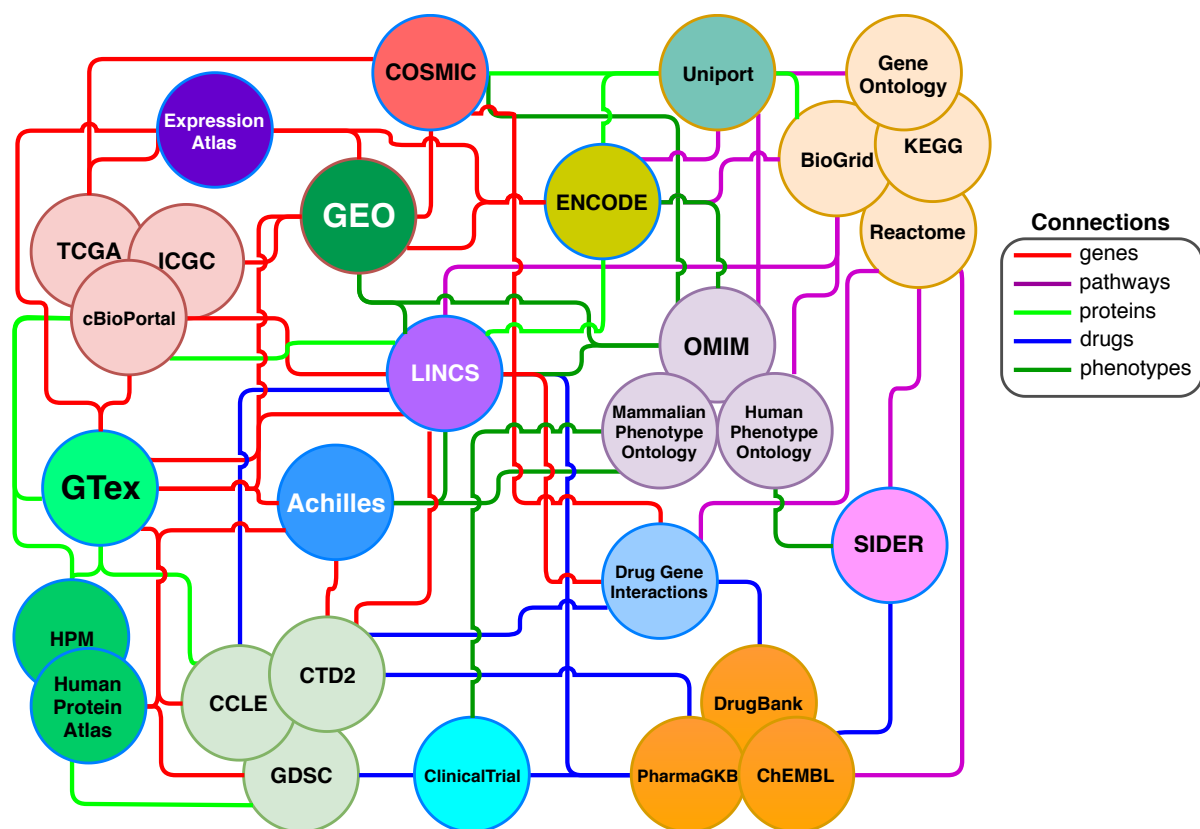 COSMIC
Uniport
Gene
Ontology
Expression
Atlas
BioGrid
KEGG
GEO
ENCODE
Reactome
TCGA
ICGC
cBioPortal
Connections
genes
pathways
proteins
drugs
phenotypes
LINCS
OMIM
Mammalian
Phenotype
Ontology
Human
Phenotype
Ontology
GTex
Achilles
SIDER
Drug Gene
Interactions
HPM
Human
Protein
Atlas
CCLE
CTD2
GDSC
ClinicalTrial
DrugBank
PharmaGKB
ChEMBL